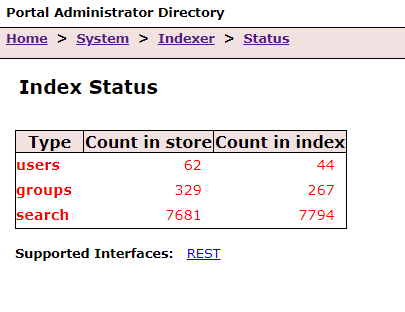 Portal Administrator Directory
Home > System > Indexer > Status
Index Status
Type Count in store Count in index
users 62 44
groups 329 267
search 7681 7794
Supported Interfaces: REST